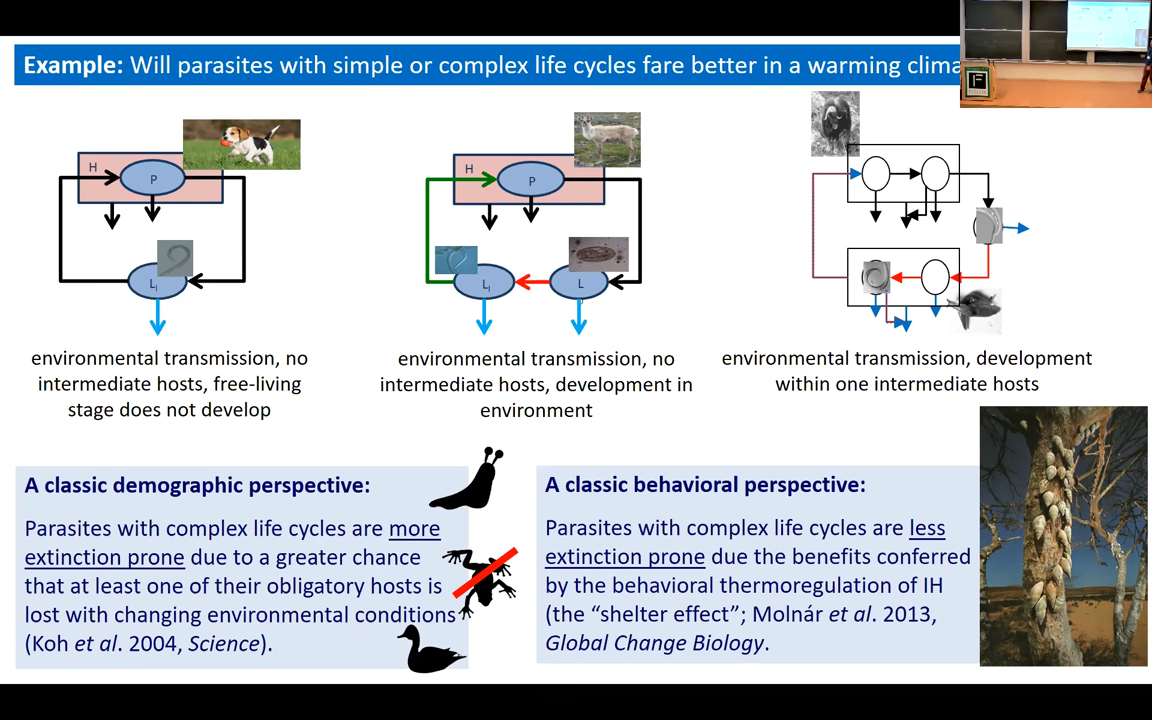 Example: Will parasites with simple or complex life cycles fare better in a warming clima
H
P
L_I
H
P
L_I
L
environmental transmission, no
intermediate hosts, free-living
stage does not develop
environmental transmission, no
intermediate hosts, development in
environment
environmental transmission, development
within one intermediate hosts
A classic demographic perspective:
Parasites with complex life cycles are more
extinction prone due to a greater chance
that at least one of their obligatory hosts is
lost with changing environmental conditions
(Koh et al. 2004, Science).
A classic behavioral perspective:
Parasites with complex life cycles are less
extinction prone due the benefits conferred
by the behavioral thermoregulation of IH
(the “shelter effect”; Molnár et al. 2013,
Global Change Biology.